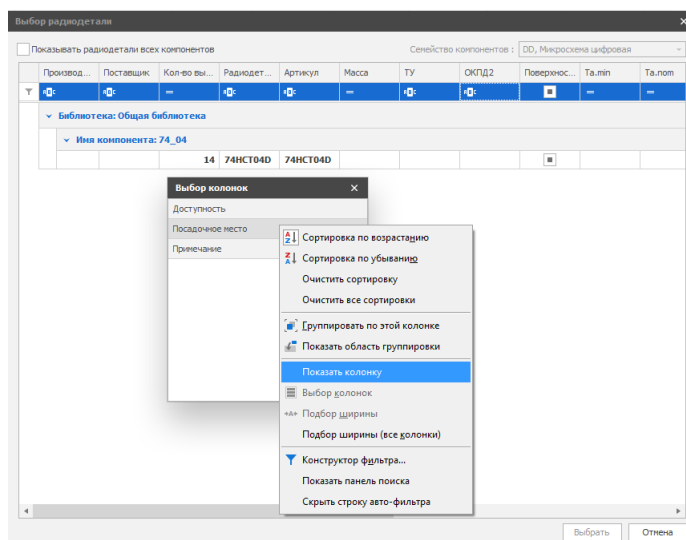 Выбор радиодетали
Показывать радиодетали всех компонентов
Семейство компонентов : DD, Микросхема цифровая
Производ... Поставщик Кол-во вы... Радиодет... Артикул Масса ТУ ОКПД2 Поверхнос... Ta.min Ta.nom
Библиотека: Общая библиотека
Имя компонента: 74_04
14 74HCT04D 74HCT04D
Выбор колонок
Доступность
Посадочное место
Примечание
Сортировка по возрастанию
Сортировка по убыванию
Очистить сортировку
Очистить все сортировки
Группировать по этой колонке
Показать область группировки
Показать колонку
Выбор колонок
Подбор ширины
Подбор ширины (все колонки)
Конструктор фильтра...
Показать панель поиска
Скрыть строку авто-фильтра
Выбрать Отмена